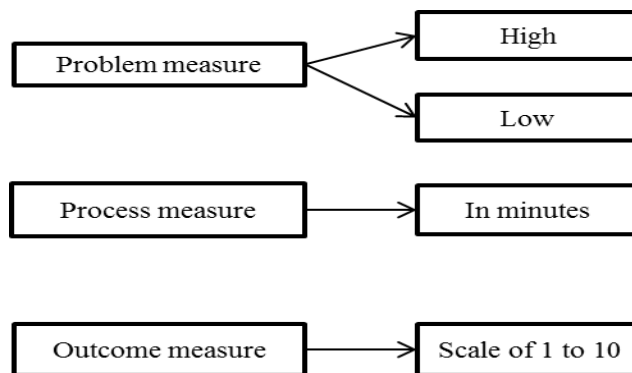 Problem measure
High
Low
Process measure
In minutes
Outcome measure
Scale of 1 to 10